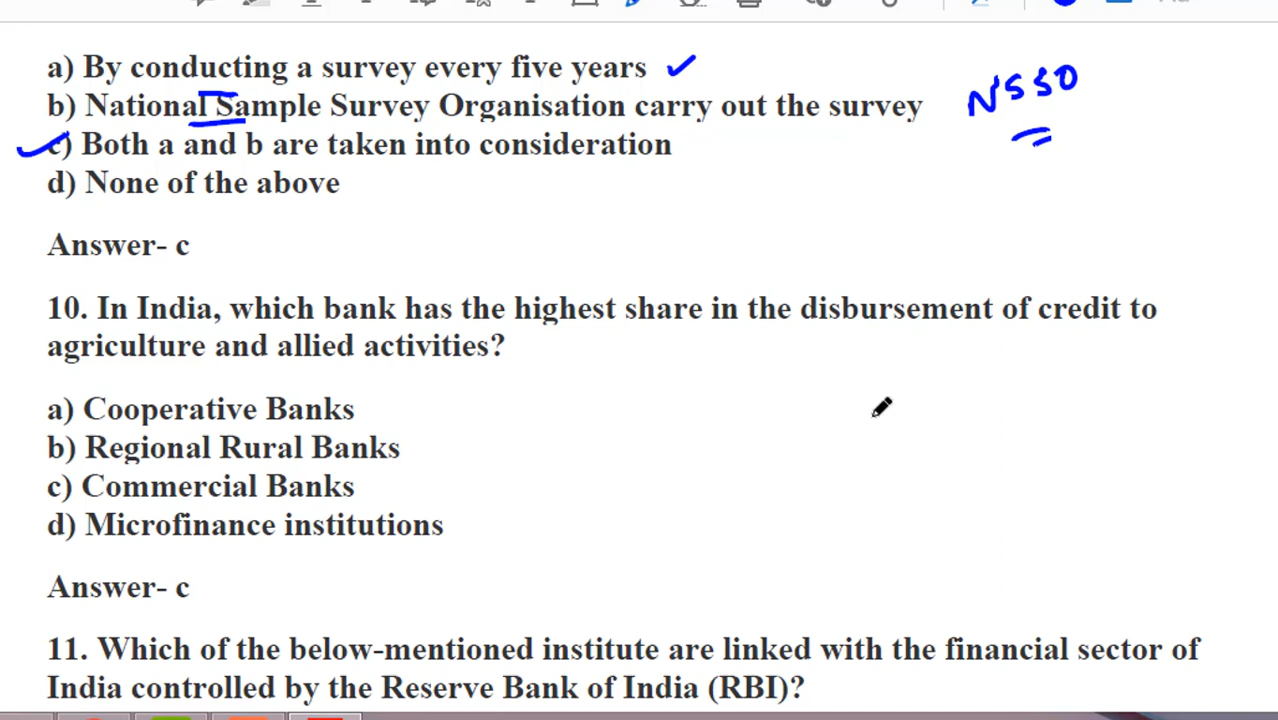 a) By conducting a survey every five years
b) National Sample Survey Organisation carry out the survey
NSSO
c) Both a and b are taken into consideration
d) None of the above
Answer- c
10. In India, which bank has the highest share in the disbursement of credit to
agriculture and allied activities?
a) Cooperative Banks
b) Regional Rural Banks
c) Commercial Banks
d) Microfinance institutions
Answer- c
11. Which of the below-mentioned institute are linked with the financial sector of
India controlled by the Reserve Bank of India (RBI)?